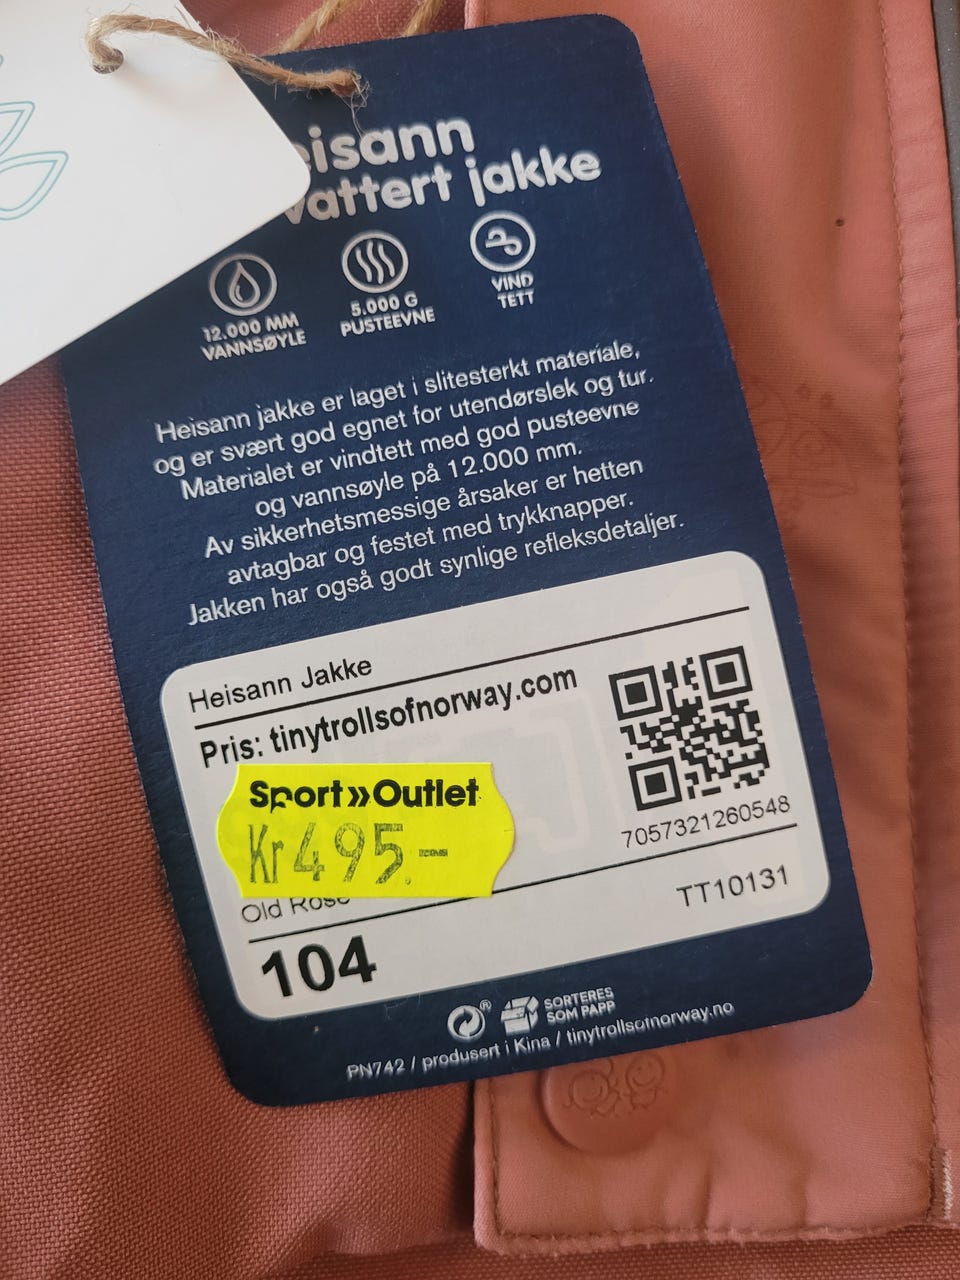 eisann
vattert jakke
12.000 MM
VANNSØYLE
5.000 G
PUSTEEVNE
VIND
TETT
Heisann jakke er laget i slitesterkt materiale,
og er svært god egnet for utendørslek og tur.
Materialet er vindtett med god pusteevne
og vannsøyle på 12.000 mm.
Av sikkerhetsmessige årsaker er hetten
avtagbar og festet med trykknapper.
Jakken har også godt synlige refleksdetaljer.
Heisann Jakke
Pris: tinytrollsofnorway.com
Sport»Outlet
Kr 495.-
7057321260548
Old Rose
TT10131
104
®
SORTERES
SOM PAPP
PN742 / produsert i Kina / tinytrollsofnorway.no